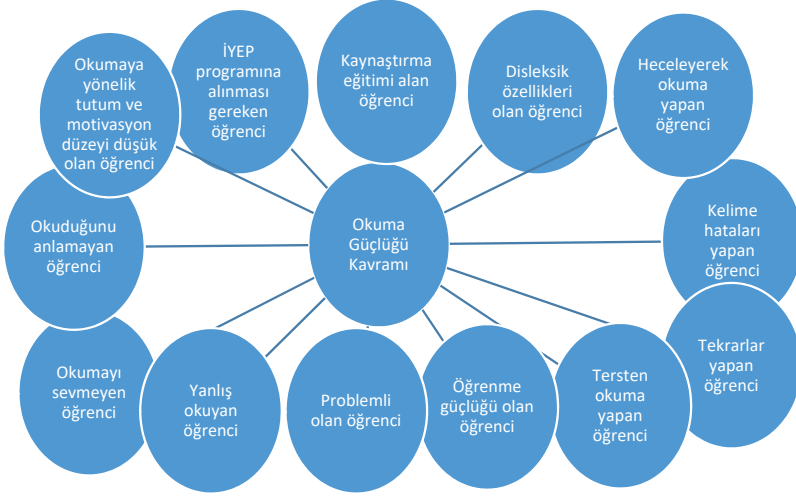 Okumaya
yönelik
tutum ve
motivasyon
düzeyi düşük
olan öğrenci
İYEP
programına
alınması
gereken
öğrenci
Kaynaştırma
eğitimi alan
öğrenci
Disleksik
özellikleri
olan öğrenci
Heceleyerek
okuma
yapan
öğrenci
Okuduğunu
anlamayan
öğrenci
Okuma
Güçlüğü
Kavramı
Kelime
hataları
yapan
öğrenci
Okumayı
sevmeyen
öğrenci
Yanlış
okuyan
öğrenci
Problemli
olan öğrenci
Öğrenme
güçlüğü olan
öğrenci
Tersten
okuma
yapan
öğrenci
Tekrarlar
yapan
öğrenci